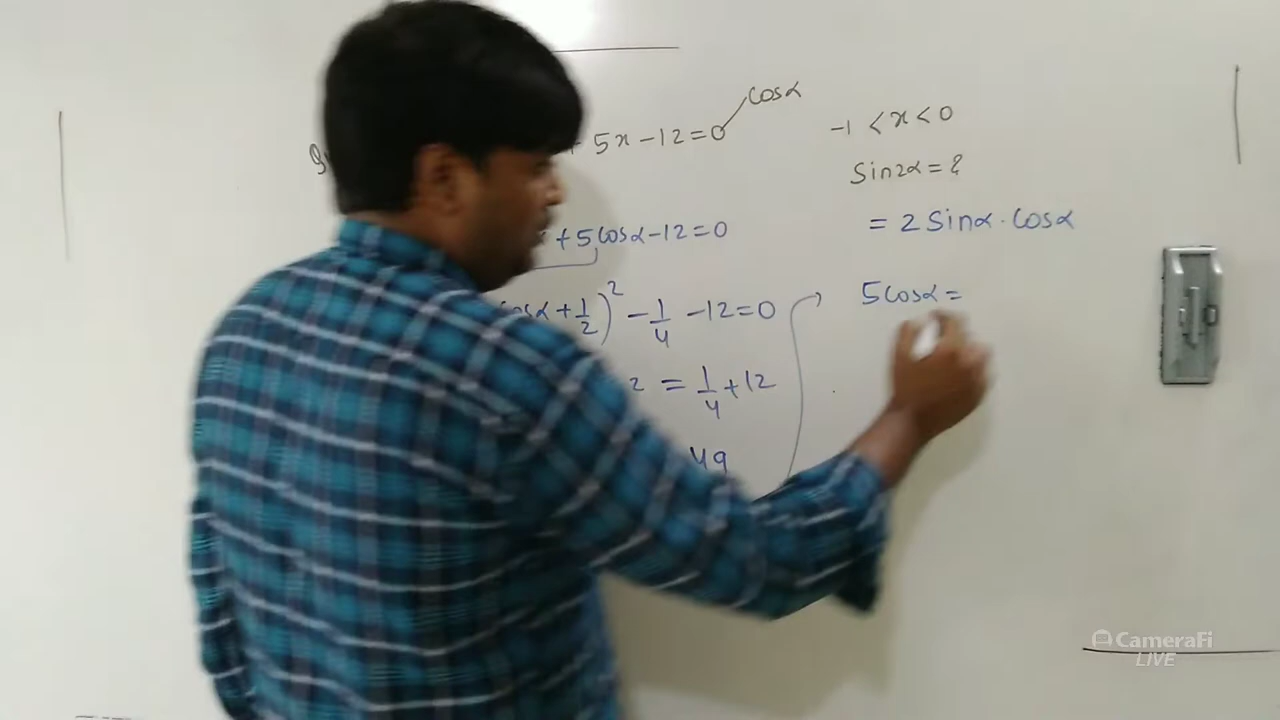 cosα
5x - 12 = 0
-1 < x < 0
Sin2α = ?
+ 5cosα - 12 = 0
= 2 Sinα · Cosα
cosα + 1/2)² - 1/4 - 12 = 0
5cosα =
2 = 1/4 + 12
49
CameraFi
LIVE